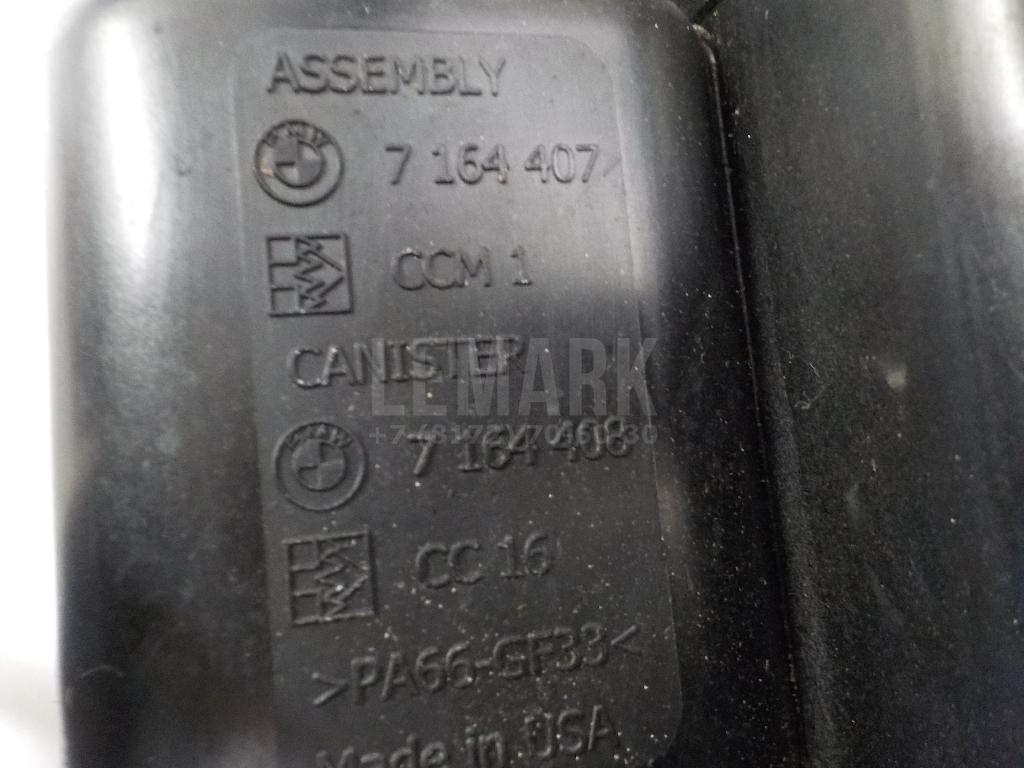 ASSEMBLY
7 164 407
CCM 1
CANISTER
LEMARK
7 164 408
CC 16
>PA66-GF33<
Made in USA